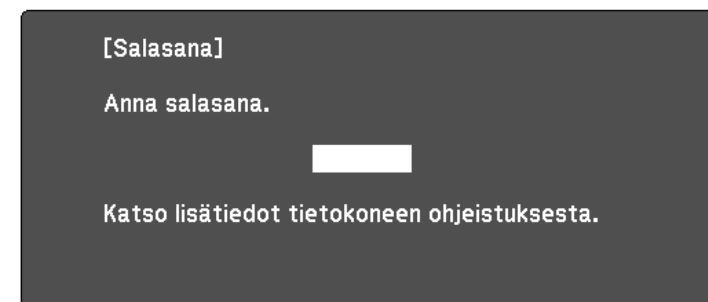 [Salasana]
Anna salasana.
Katso lisätiedot tietokoneen ohjeistuksesta.